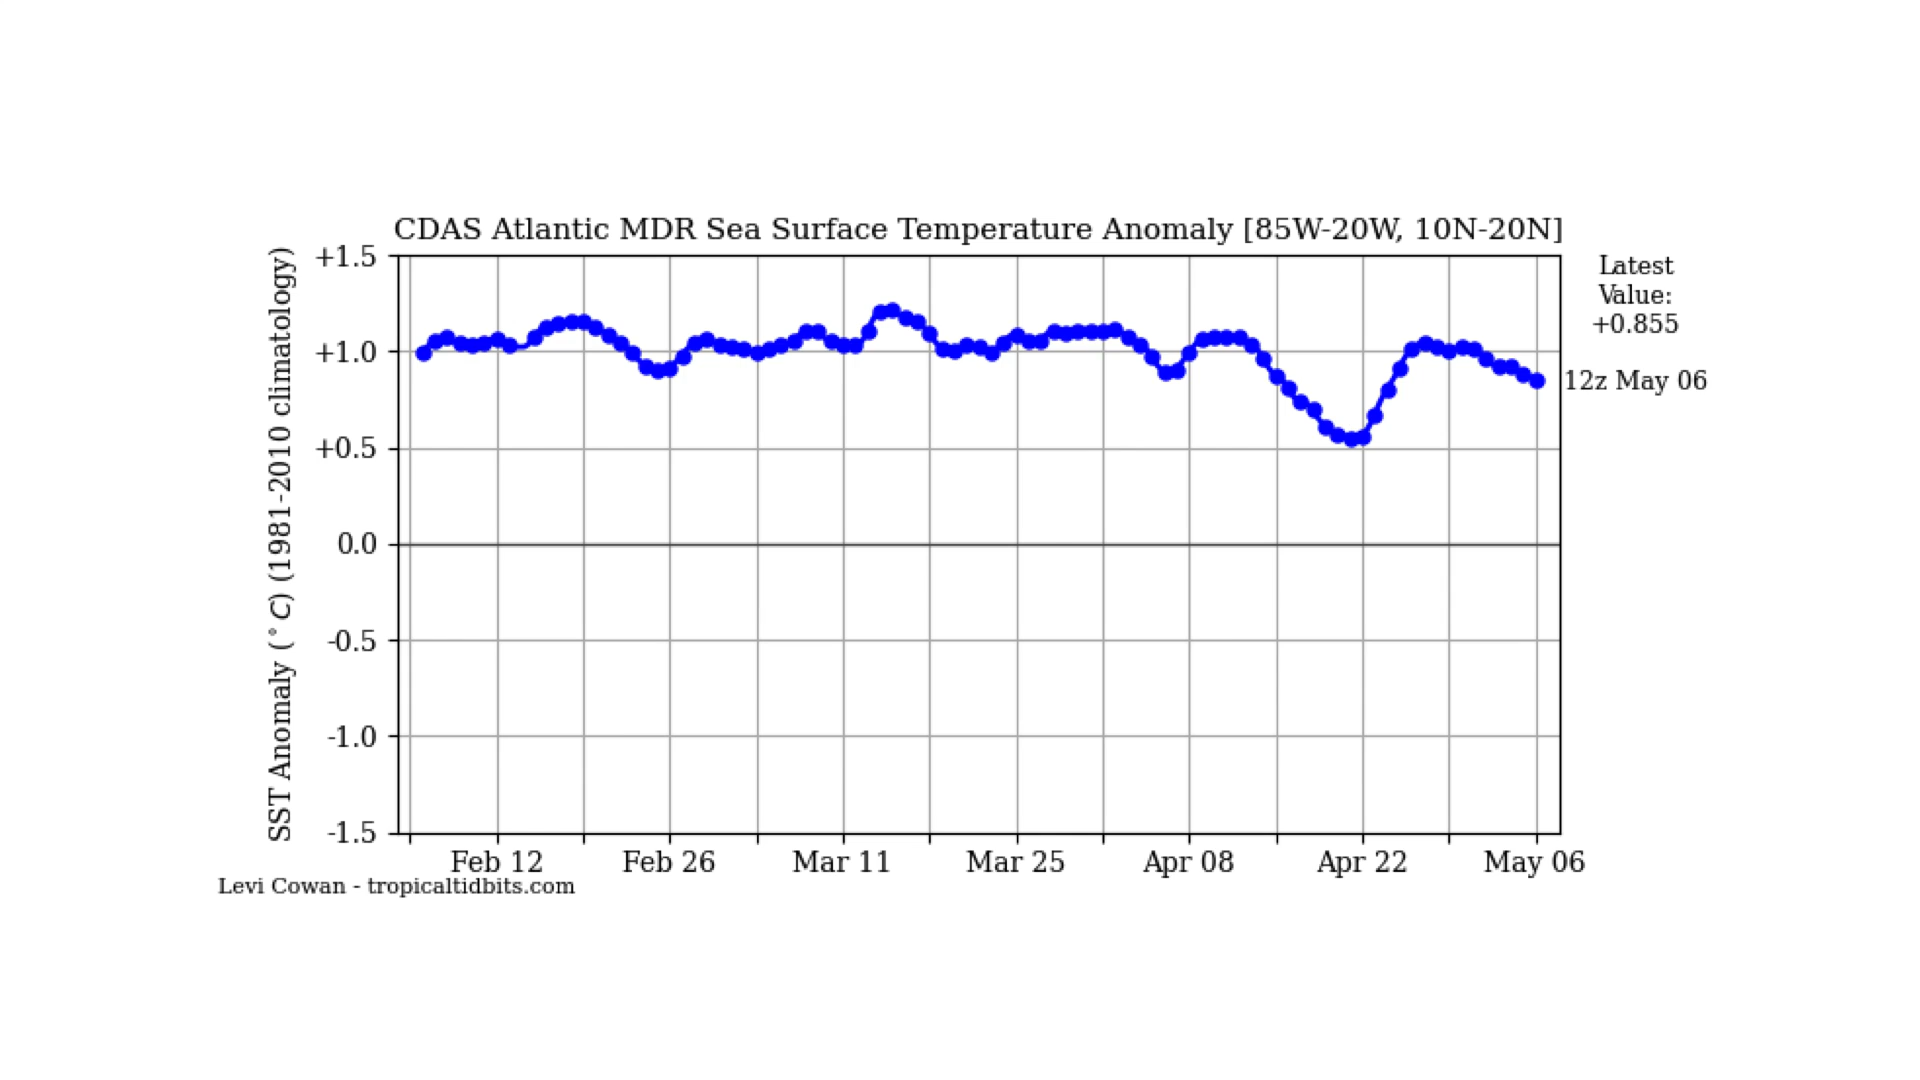 CDAS Atlantic MDR Sea Surface Temperature Anomaly [85W-20W, 10N-20N]
SST Anomaly (°C) (1981-2010 climatology)
+1.5
+1.0
+0.5
0.0
-0.5
-1.0
-1.5
Latest
Value:
+0.855
12z May 06
Feb 12 Feb 26 Mar 11 Mar 25 Apr 08 Apr 22 May 06
Levi Cowan - tropicaltidbits.com